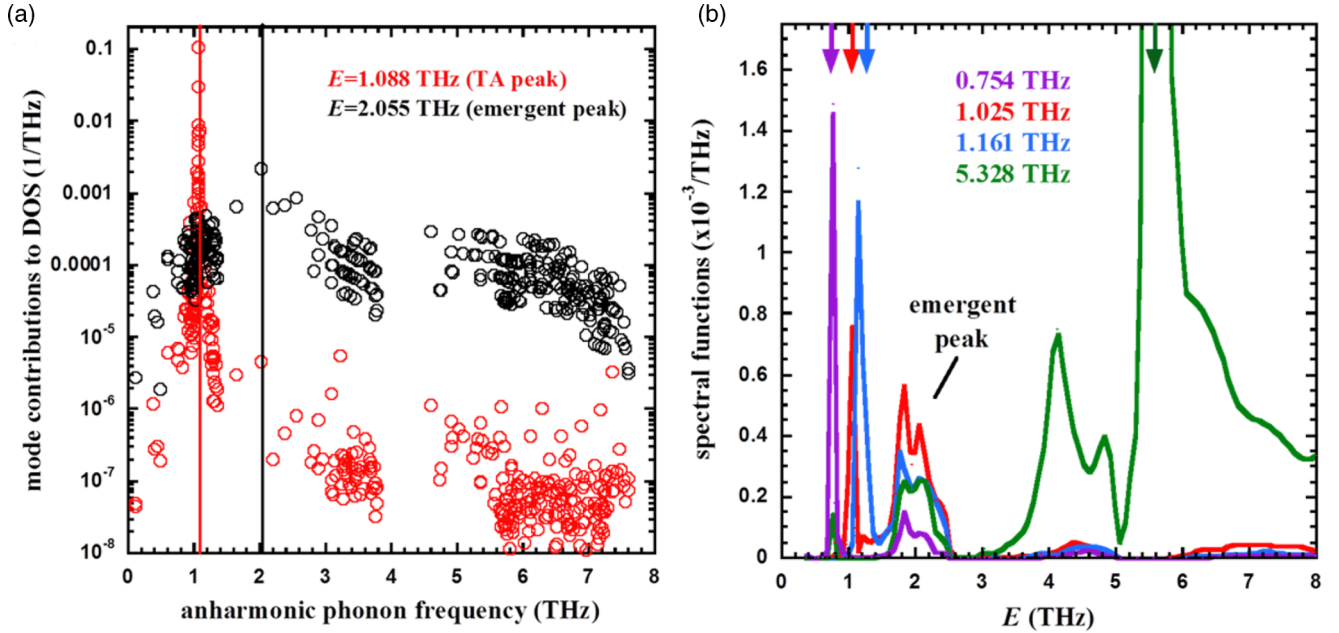 (a)
mode contributions to DOS (1/THz)
0.1
0.01
0.001
0.0001
10-5
10-6
10-7
10-8
E=1.088 THz (TA peak)
E=2.055 THz (emergent peak)
0 1 2 3 4 5 6 7 8
anharmonic phonon frequency (THz)
(b)
spectral functions (x10-3/THz)
1.6
1.4
1.2
1
0.8
0.6
0.4
0.2
0
0.754 THz
1.025 THz
1.161 THz
5.328 THz
emergent
peak
0 1 2 3 4 5 6 7 8
E (THz)